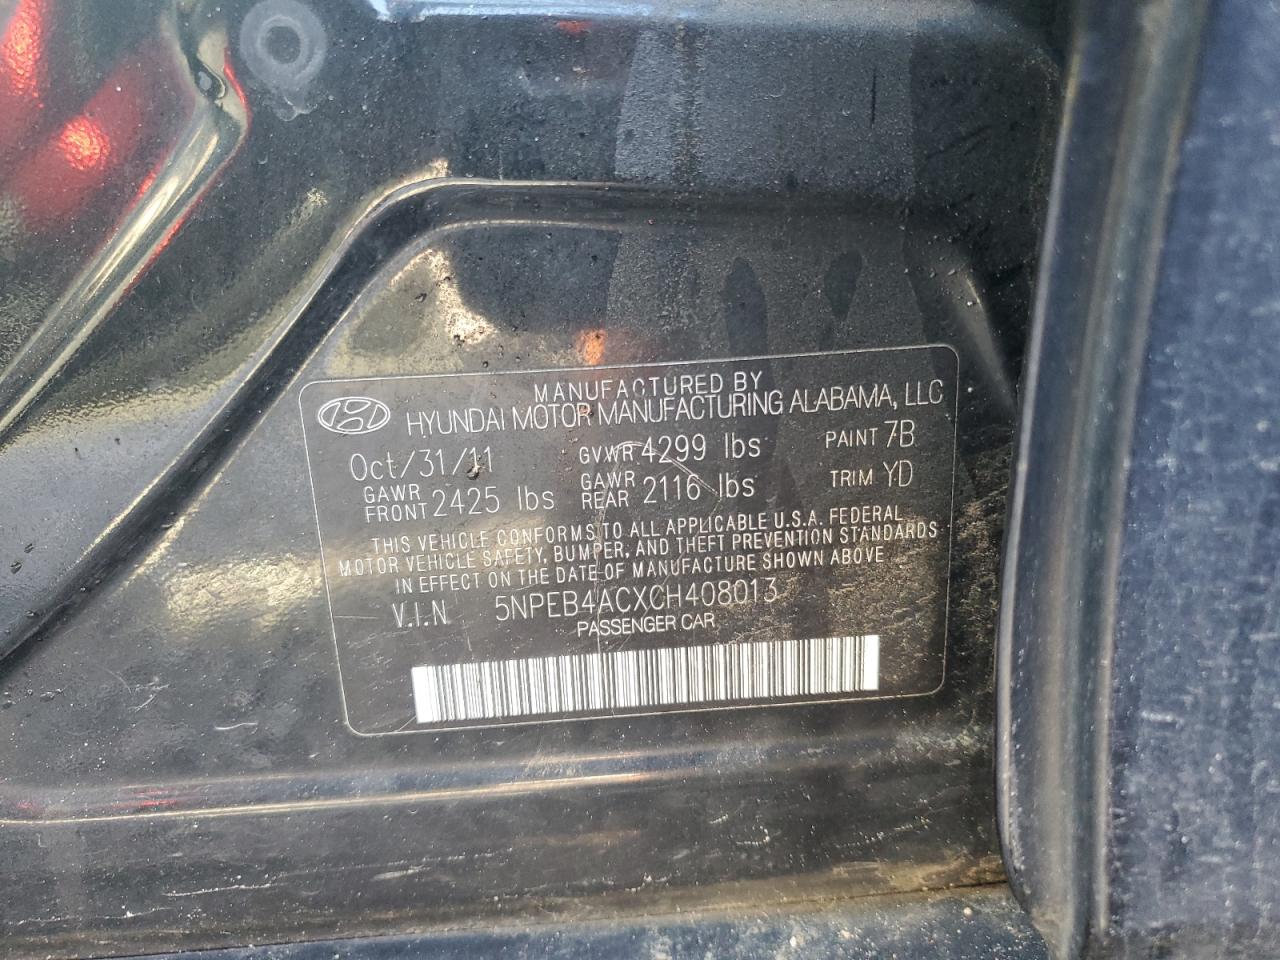 MANUFACTURED BY
HYUNDAI MOTOR MANUFACTURING ALABAMA, LLC
Oct/31/11 GVWR 4299 lbs PAINT 7B
GAWR FRONT 2425 lbs GAWR REAR 2116 lbs TRIM YD
THIS VEHICLE CONFORMS TO ALL APPLICABLE U.S.A. FEDERAL
MOTOR VEHICLE SAFETY, BUMPER, AND THEFT PREVENTION STANDARDS
IN EFFECT ON THE DATE OF MANUFACTURE SHOWN ABOVE
V.I.N 5NPEB4ACXCH408013
PASSENGER CAR